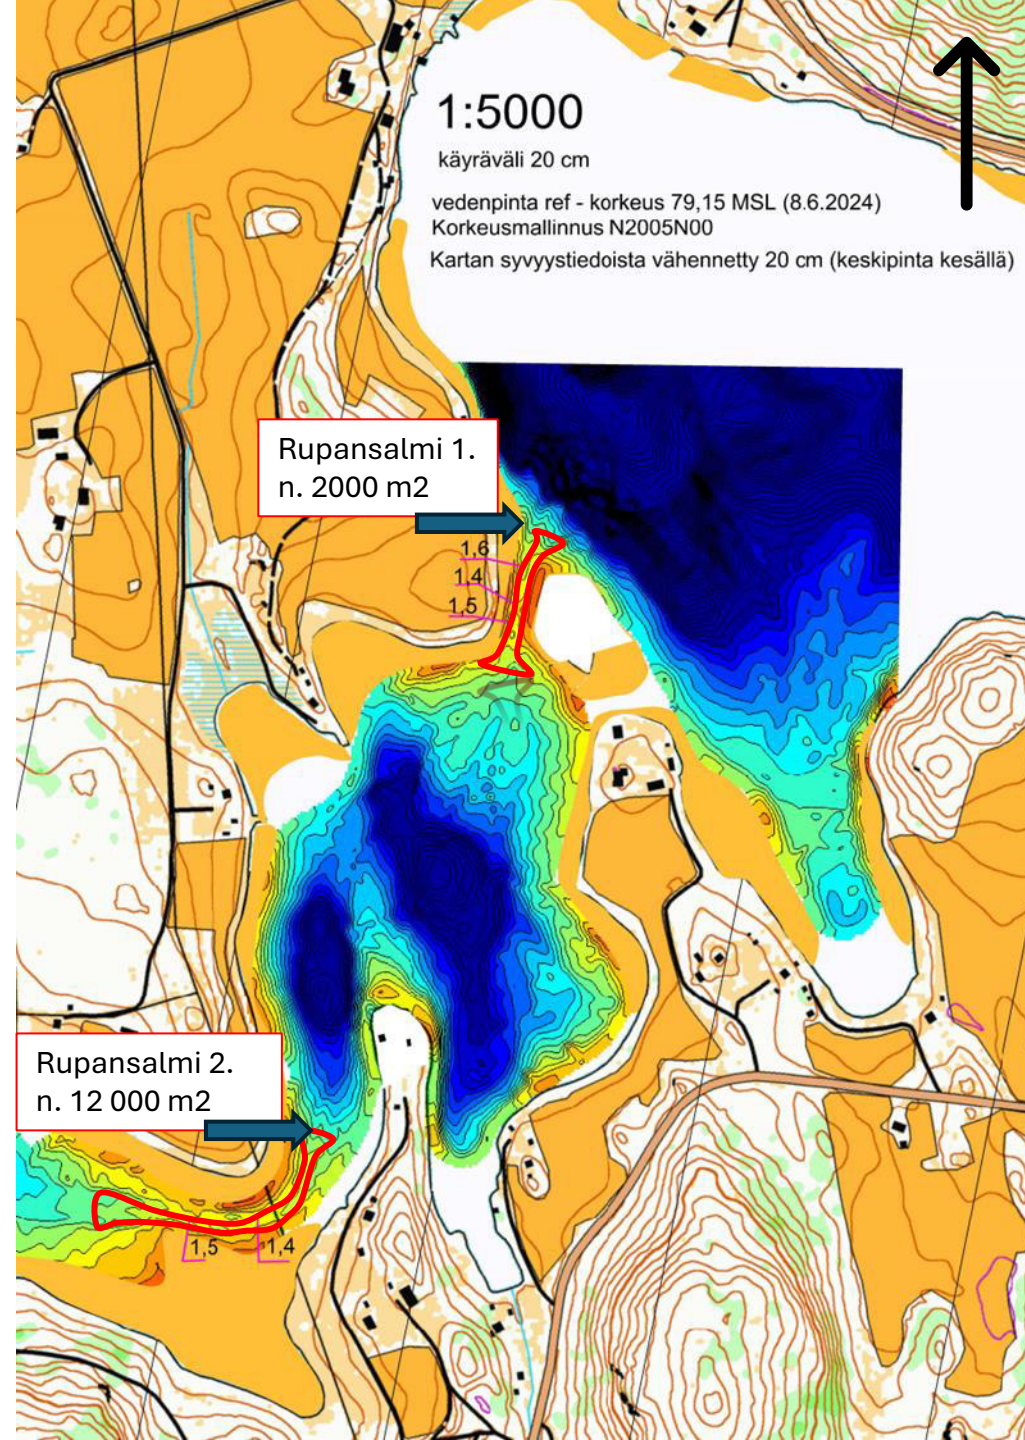 1:5000
käyräväli 20 cm
vedenpinta ref - korkeus 79,15 MSL (8.6.2024)
Korkeusmallinnus N2005N00
Kartan syvyystiedoista vähennetty 20 cm (keskipinta kesällä)
Rupansalmi 1.
n. 2000 m2
1,6
1,4
1,5
Rupansalmi 2.
n. 12 000 m2
1,5
1,4